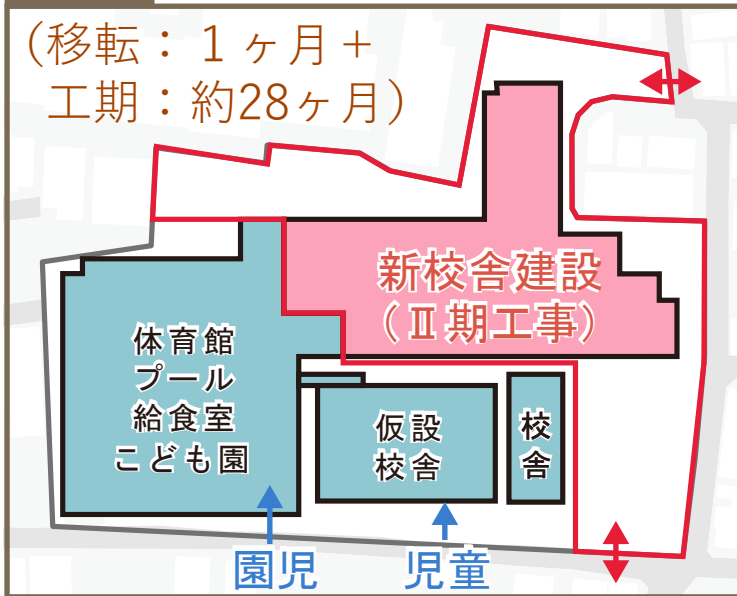 (移転：１ヶ月＋
工期：約28ヶ月)
新校舎建設
(Ⅱ期工事)
体育館
プール
給食室
こども園
仮設
校舎
校
舎
園児
児童